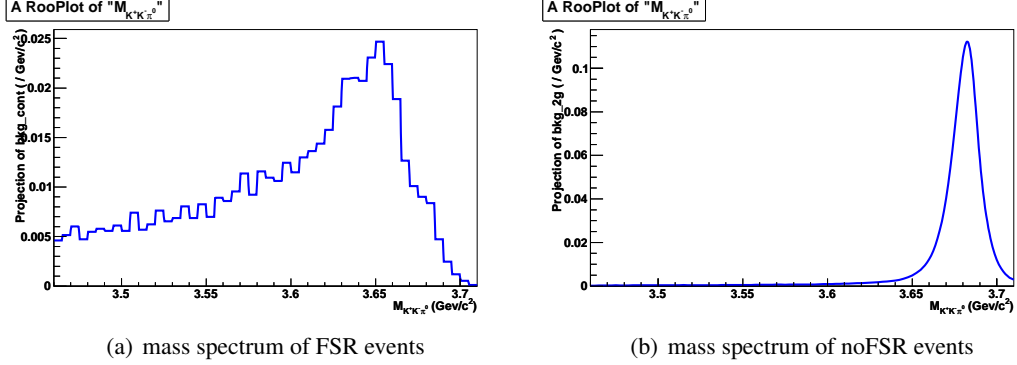 A RooPlot of "M_{K⁺K⁻π⁰}"
Projection of bkg_cont ( / Gev/c²)
0.025
0.02
0.015
0.01
0.005
0
3.5
3.55
3.6
3.65
3.7
M_{K⁺K⁻π⁰} (Gev/c²)
(a) mass spectrum of FSR events
A RooPlot of "M_{K⁺K⁻π⁰}"
Projection of bkg_2g ( / Gev/c²)
0.1
0.08
0.06
0.04
0.02
0
3.5
3.55
3.6
3.65
3.7
M_{K⁺K⁻π⁰} (Gev/c²)
(b) mass spectrum of noFSR events